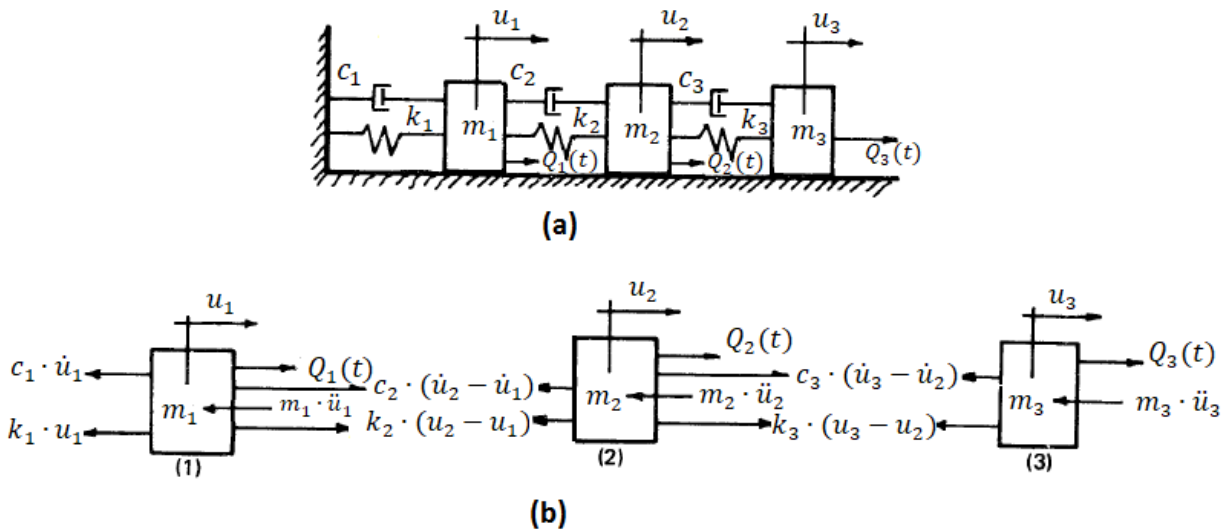 u₁ u₂ u₃
c₁ c₂ c₃
k₁ k₂ k₃
m₁ m₂ m₃
Q₁(t) Q₂(t) Q₃(t)
(a)
u₁ u₂ u₃
Q₁(t) Q₂(t) Q₃(t)
c₁ · u̇₁ c₂ · (u̇₂ − u̇₁) c₃ · (u̇₃ − u̇₂)
m₁ m₁ · ü₁ m₂ m₂ · ü₂ m₃ m₃ · ü₃
k₁ · u₁ k₂ · (u₂ − u₁) k₃ · (u₃ − u₂)
(1) (2) (3)
(b)